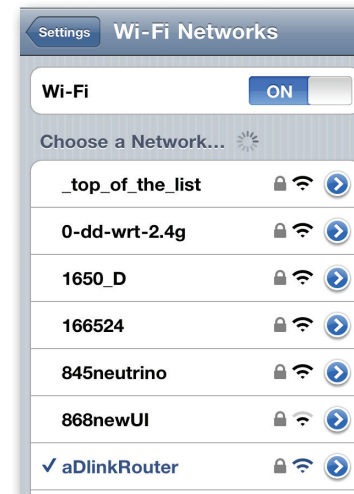 Settings Wi-Fi Networks
Wi-Fi ON
Choose a Network...
_top_of_the_list
0-dd-wrt-2.4g
1650_D
166524
845neutrino
868newUI
✓ aDlinkRouter